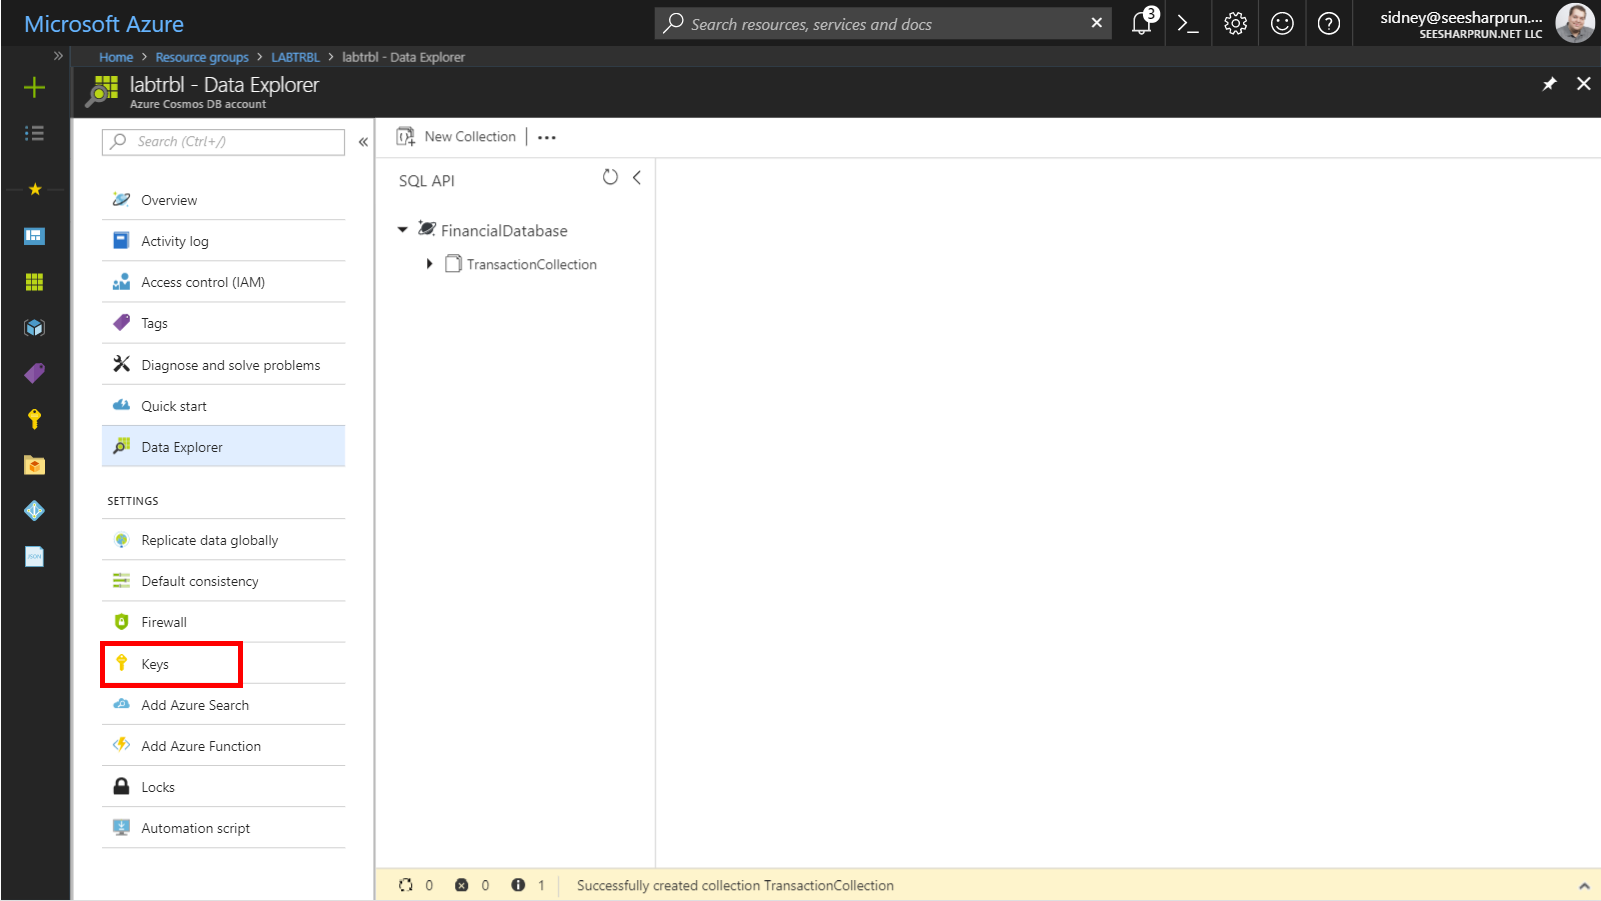 Microsoft Azure
Search resources, services and docs
3
sidney@seesharprun....
SEESHARPRUN.NET LLC
Home > Resource groups > LABTRBL > labtrbl - Data Explorer
labtrbl - Data Explorer
Azure Cosmos DB account
Search (Ctrl+/)
Overview
Activity log
Access control (IAM)
Tags
Diagnose and solve problems
Quick start
Data Explorer
SETTINGS
Replicate data globally
Default consistency
Firewall
Keys
Add Azure Search
Add Azure Function
Locks
Automation script
New Collection
SQL API
FinancialDatabase
TransactionCollection
0 0 1 Successfully created collection TransactionCollection